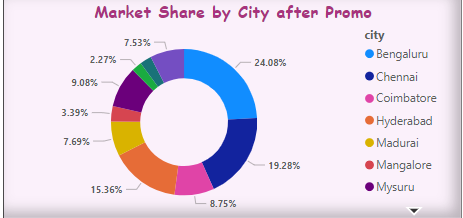 Market Share by City after Promo
city
7.53%
24.08%
2.27%
9.08%
3.39%
7.69%
15.36%
8.75%
19.28%
Bengaluru
Chennai
Coimbatore
Hyderabad
Madurai
Mangalore
Mysuru